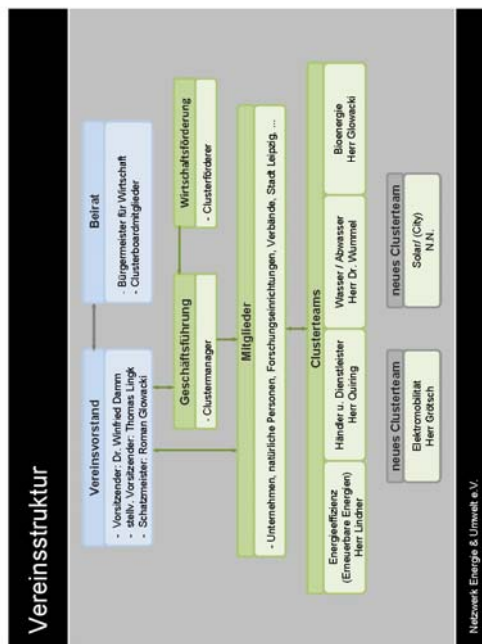 Vereinsstruktur
Vereinsvorstand
- Vorsitzender: Dr. Winfried Damm
- stellv. Vorsitzender: Thomas Lingk
- Schatzmeister: Roman Glowacki
Beirat
- Bürgermeister für Wirtschaft
- Clusterboardmitglieder
Geschäftsführung
- Clustermanager
Wirtschaftsförderung
- Clusterförderer
Mitglieder
- Unternehmen, natürliche Personen, Forschungseinrichtungen, Verbände, Stadt Leipzig, ...
Clusterteams
Energieeffizienz
(Erneuerbare Energien)
Herr Lindner
Händler u. Dienstleister
Herr Quiring
Wasser / Abwasser
Herr Dr. Wummel
Bioenergie
Herr Glowacki
neues Clusterteam
Elektromobilität
Herr Grötsch
neues Clusterteam
Solar/ (City)
N.N.
Netzwerk Energie & Umwelt e.V.